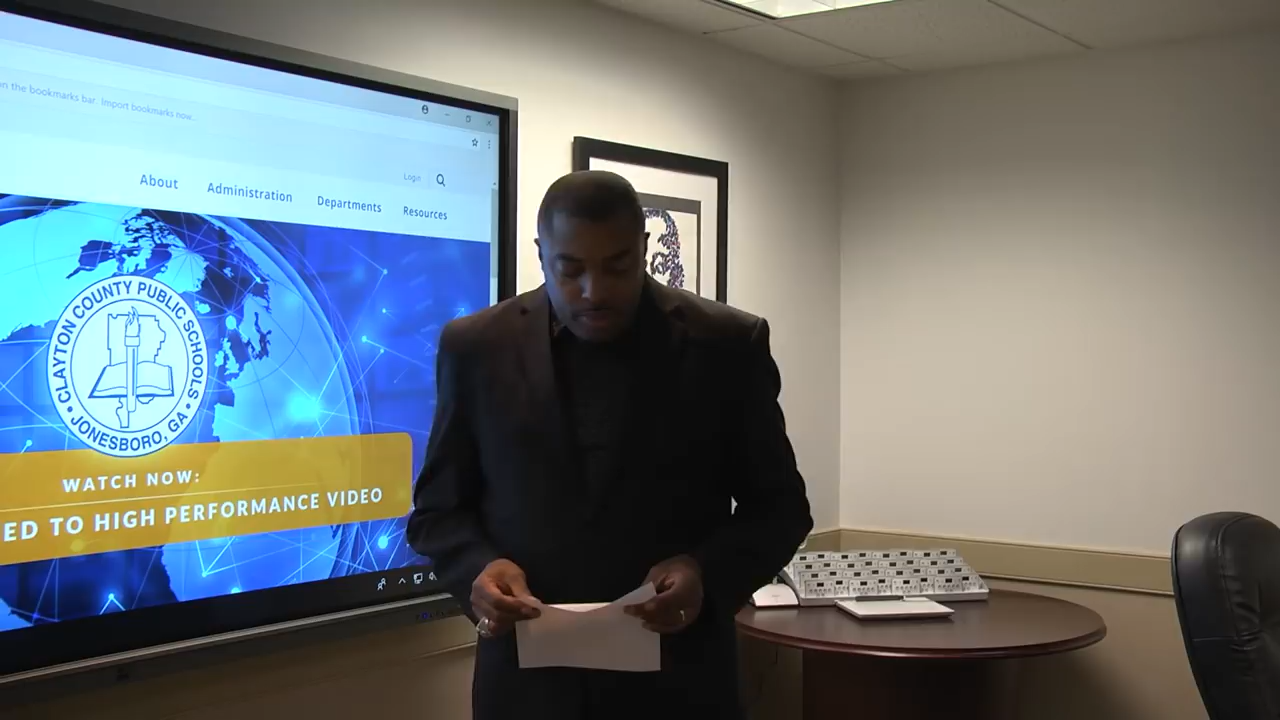 on the bookmarks bar. Import bookmarks now...
Login
About Administration Departments Resources
CLAYTON COUNTY PUBLIC SCHOOLS
JONESBORO, GA
WATCH NOW:
ED TO HIGH PERFORMANCE VIDEO